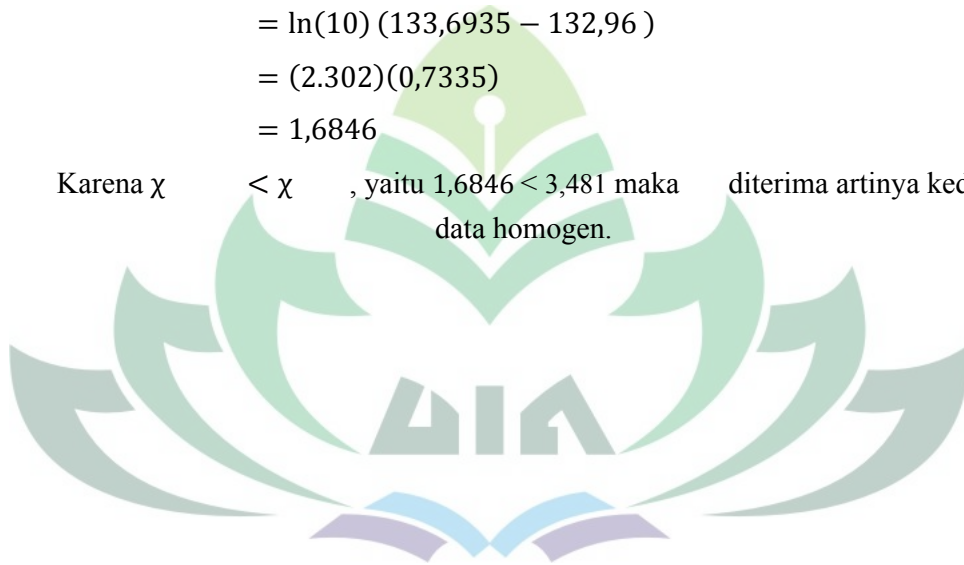 = ln(10) (133,6935 − 132,96 )
= (2.302)(0,7335)
= 1,6846
Karena χ < χ , yaitu 1,6846 < 3,481 maka diterima artinya ked
data homogen.
UIN